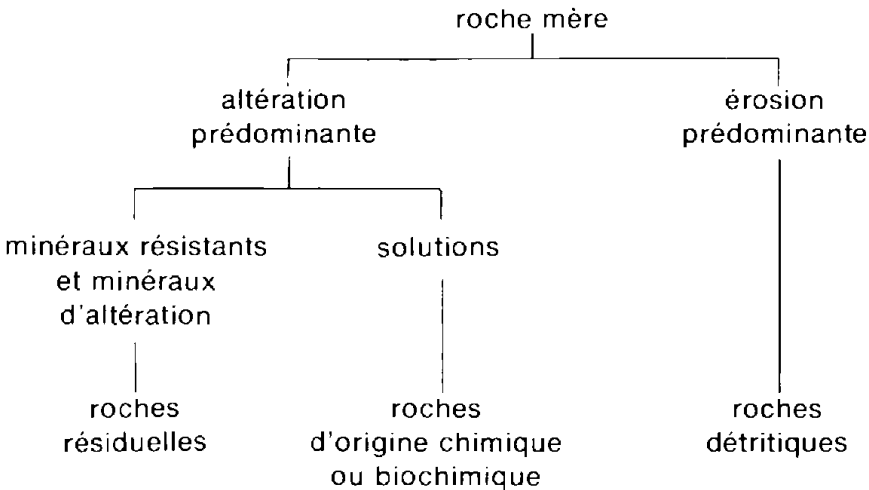 roche mère
altération
prédominante
érosion
prédominante
minéraux résistants
et minéraux
d'altération
solutions
roches
résiduelles
roches
d'origine chimique
ou biochimique
roches
détritiques